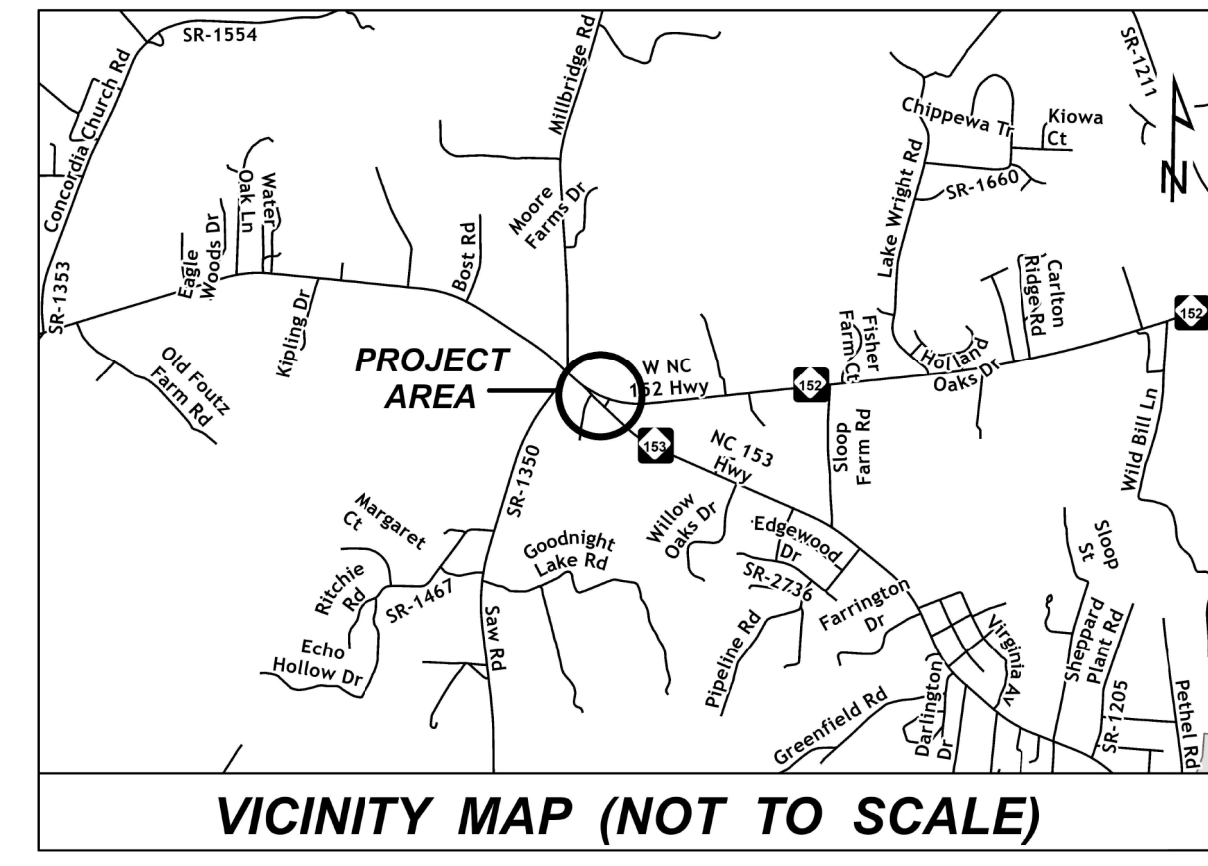 SR-1554
Concordia Church Rd
SR-1353
Millbridge Rd
SR-1211
Chippewa Tr
Kiowa
Ct
N
SR-1660
Lake Wright Rd
Oak Ln
Water
Eagle
Woods Dr
Moore
Farms Dr
Bost Rd
Kipling Dr
Old Foutz
Farm Rd
PROJECT
AREA
W NC
152 Hwy
152
Fisher
Farm Ct
Holland
Oaks Dr
Carlton
Ridge Rd
152
153
NC 153
Hwy
Sloop
Farm Rd
Wild Bill Ln
SR-1350
Margaret
Ct
Goodnight
Lake Rd
Willow
Oaks Dr
Edgewood
Dr
SR-2736
Sloop
St
Ritchie
Rd
SR-1467
Echo
Hollow Dr
Saw Rd
Pipeline Rd
Farrington
Dr
Virginia Av
Sheppard
Plant Rd
Greenfield Rd
Darlington
Dr
SR-1205
Pethel Rd
VICINITY MAP (NOT TO SCALE)